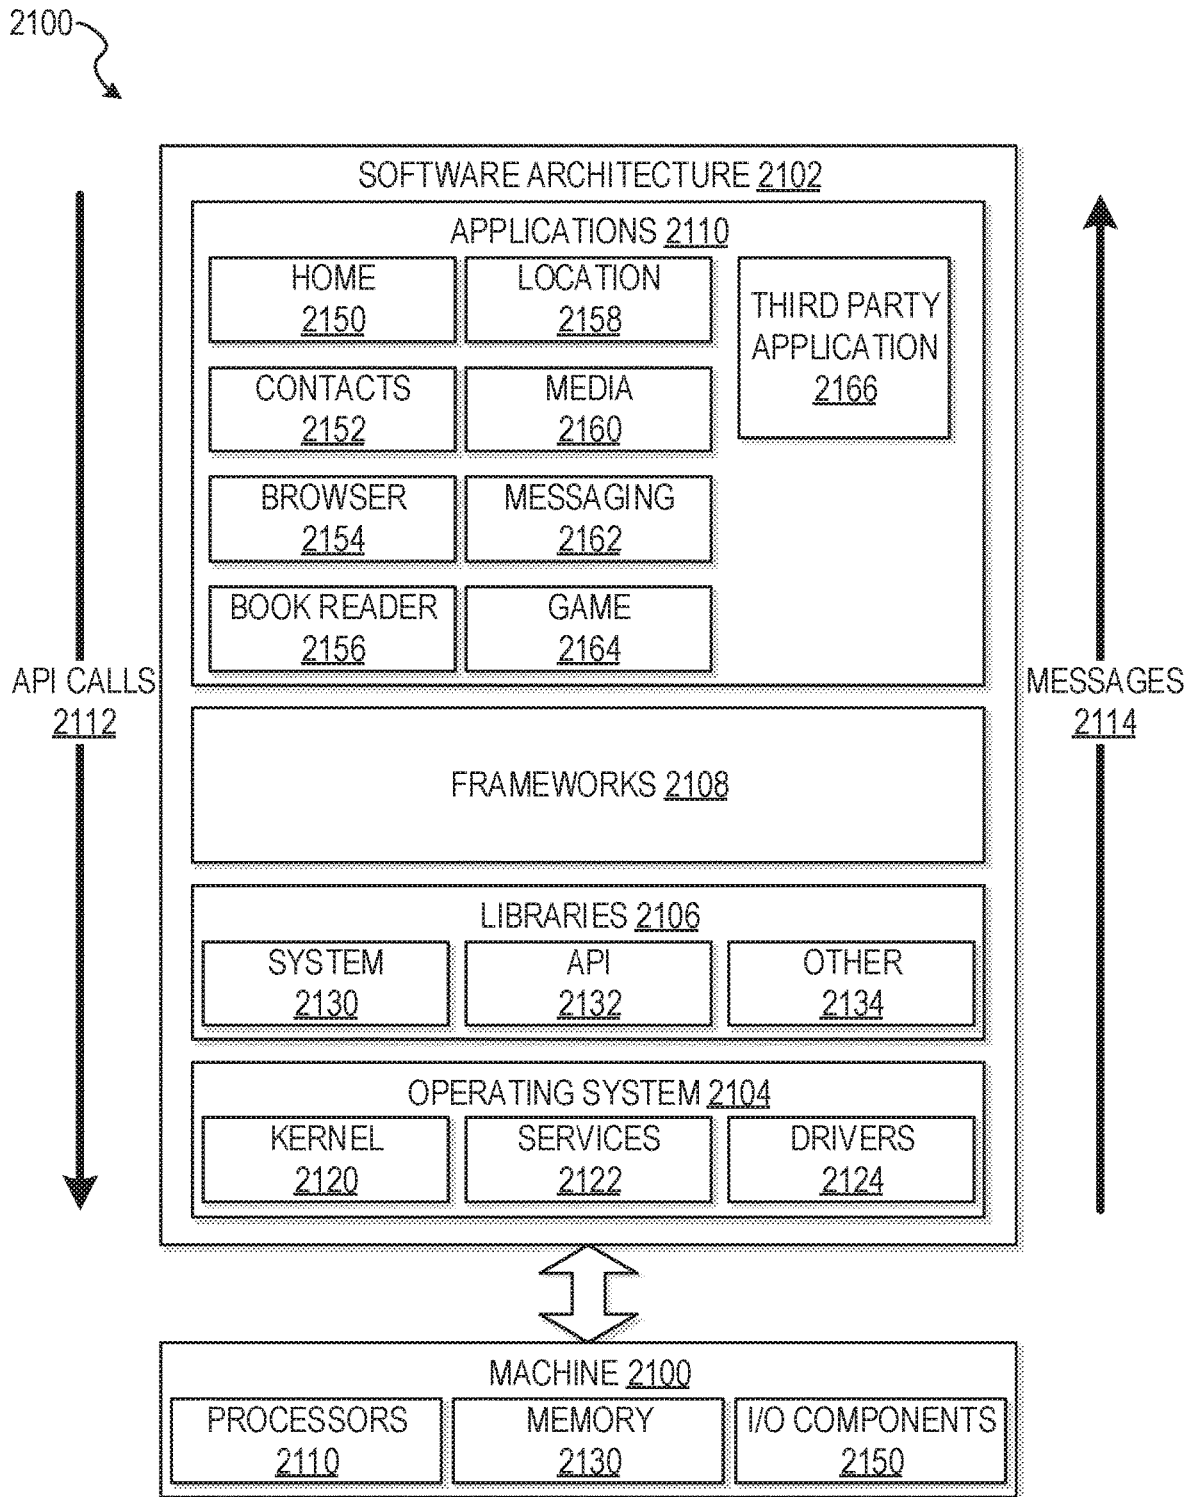 2100
SOFTWARE ARCHITECTURE 2102
APPLICATIONS 2110
HOME
2150
LOCATION
2158
THIRD PARTY
APPLICATION
2166
CONTACTS
2152
MEDIA
2160
BROWSER
2154
MESSAGING
2162
BOOK READER
2156
GAME
2164
API CALLS
2112
MESSAGES
2114
FRAMEWORKS 2108
LIBRARIES 2106
SYSTEM
2130
API
2132
OTHER
2134
OPERATING SYSTEM 2104
KERNEL
2120
SERVICES
2122
DRIVERS
2124
MACHINE 2100
PROCESSORS
2110
MEMORY
2130
I/O COMPONENTS
2150